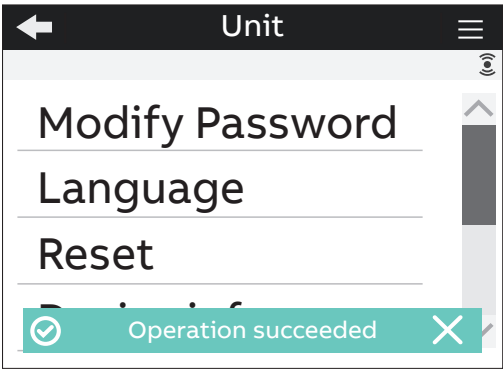 Unit
Modify Password
Language
Reset
Operation succeeded